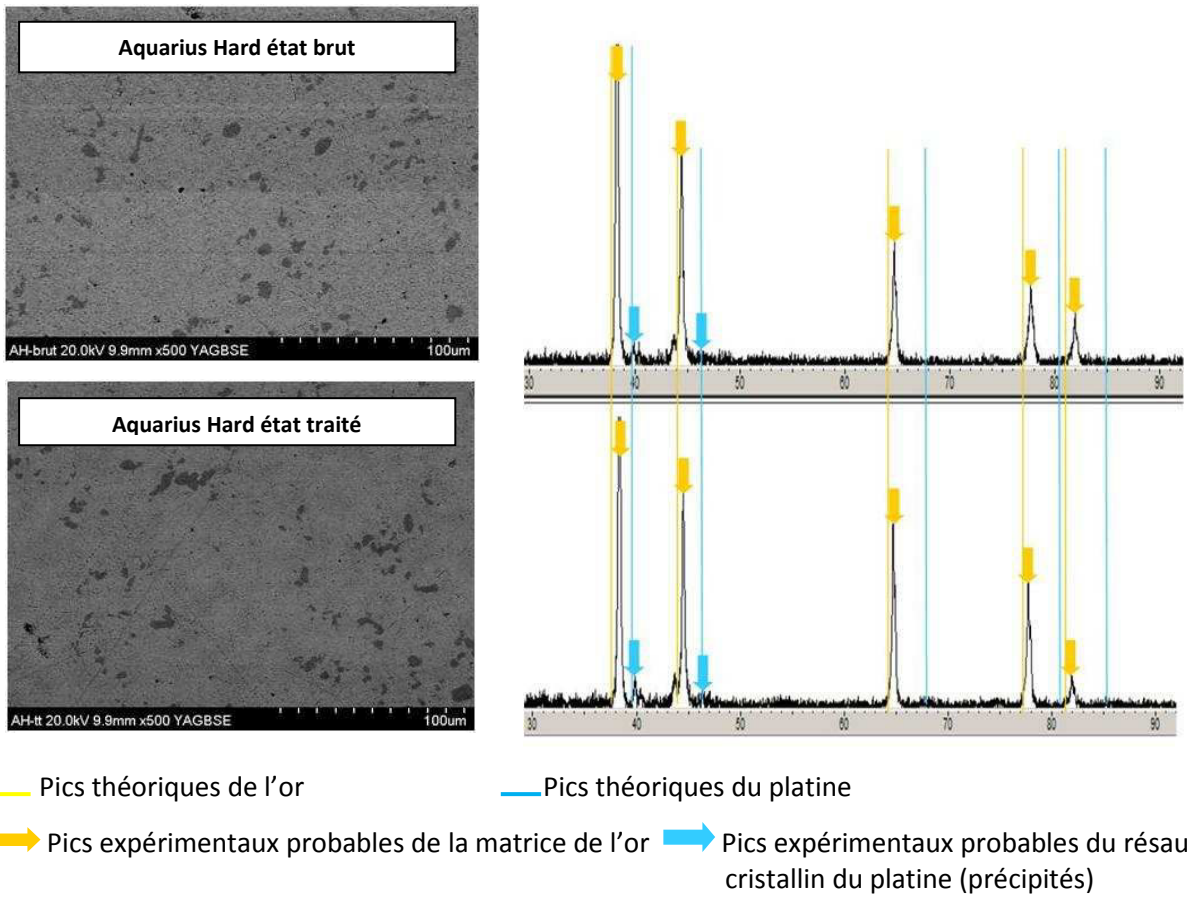 Aquarius Hard état brut
AH-brut 20.0kV 9.9mm x500 YAGBSE 100um
30 40 50 60 70 80 90
Aquarius Hard état traité
AH-tt 20.0kV 9.9mm x500 YAGBSE 100um
30 40 50 60 70 80 90
Pics théoriques de l’or
Pics théoriques du platine
Pics expérimentaux probables de la matrice de l’or
Pics expérimentaux probables du résau
cristallin du platine (précipités)